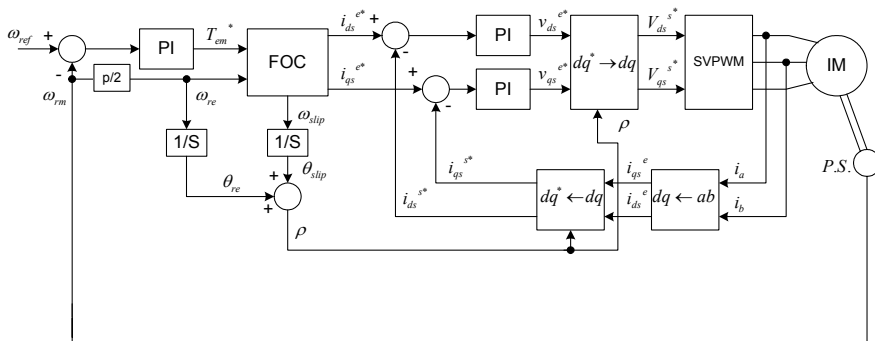 ω_ref + - PI T_em^* FOC i_ds^e* + - PI v_ds^e* dq^* → dq V_ds^s* SVPWM IM
ω_rm p/2 ω_re i_qs^e* + - PI v_qs^e* V_qs^s*
ω_slip ρ
1/S 1/S
θ_re θ_slip + +
i_qs^s* i_ds^s* dq^* ← dq i_qs^e i_ds^e dq ← ab i_a i_b P.S.
ρ